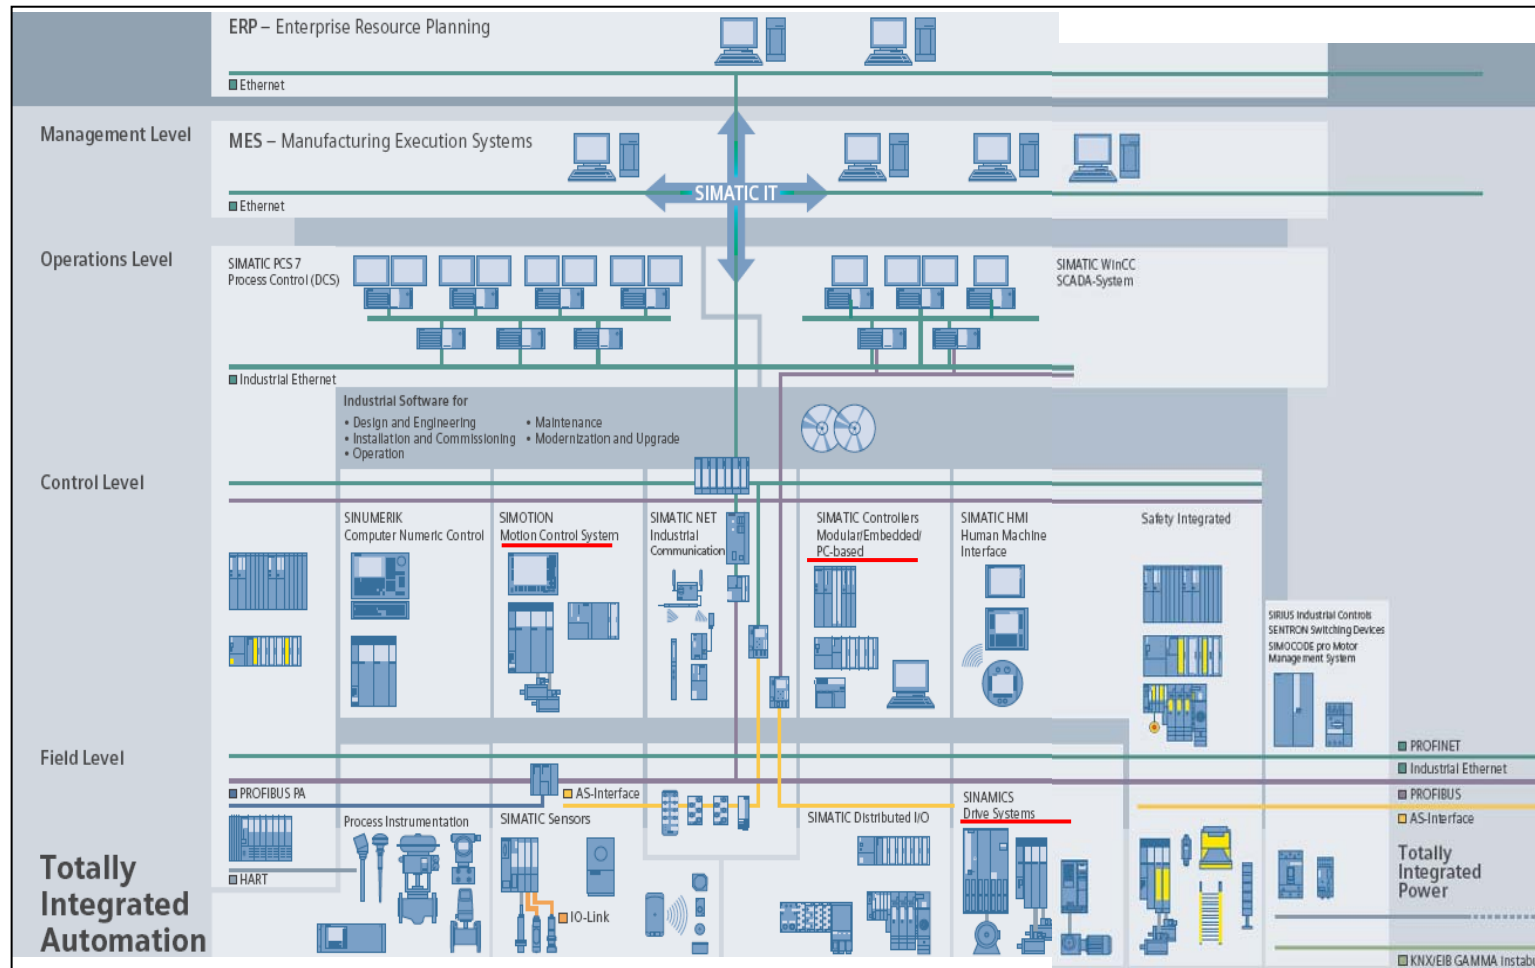 ERP – Enterprise Resource Planning
Ethernet
Management Level
MES – Manufacturing Execution Systems
SIMATIC IT
Ethernet
Operations Level
SIMATIC PCS 7
Process Control (DCS)
SIMATIC WinCC
SCADA-System
Industrial Ethernet
Industrial Software for
• Design and Engineering
• Installation and Commissioning
• Operation
• Maintenance
• Modernization and Upgrade
Control Level
SINUMERIK
Computer Numeric Control
SIMOTION
Motion Control System
SIMATIC NET
Industrial
Communication
SIMATIC Controllers
Modular/Embedded/
PC-based
SIMATIC HMI
Human Machine
Interface
Safety Integrated
SIRIUS Industrial Controls
SENTRON Switching Devices
SIMOCODE pro Motor
Management System
Field Level
PROFINET
Industrial Ethernet
PROFIBUS
AS-Interface
PROFIBUS PA
AS-Interface
Process Instrumentation
SIMATIC Sensors
SIMATIC Distributed I/O
SINAMICS
Drive Systems
HART
IO-Link
Totally
Integrated
Automation
Totally
Integrated
Power
KNX/EIB GAMMA